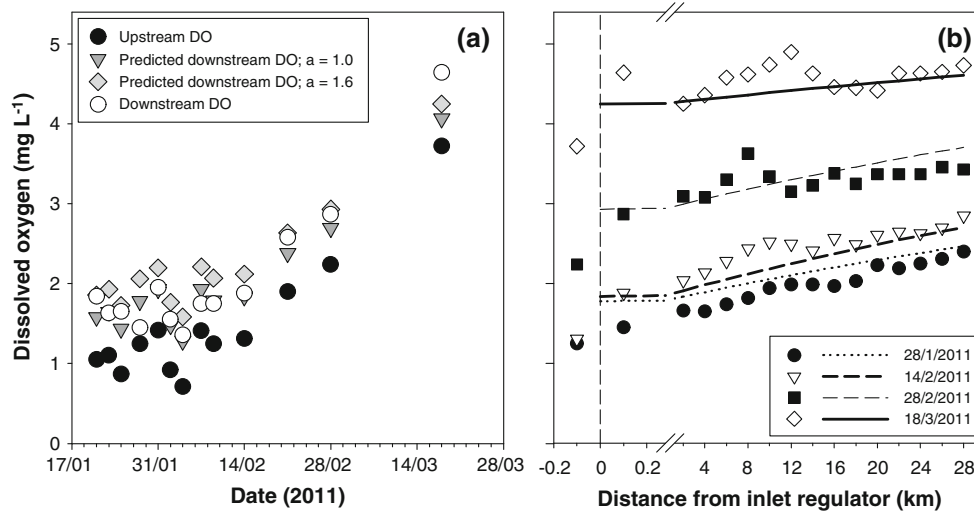 (a)
Upstream DO
Predicted downstream DO; a = 1.0
Predicted downstream DO; a = 1.6
Downstream DO
Dissolved oxygen (mg L-1)
5
4
3
2
1
0
17/01 31/01 14/02 28/02 14/03 28/03
Date (2011)
(b)
28/1/2011
14/2/2011
28/2/2011
18/3/2011
-0.2 0 0.2 4 8 12 16 20 24 28
Distance from inlet regulator (km)